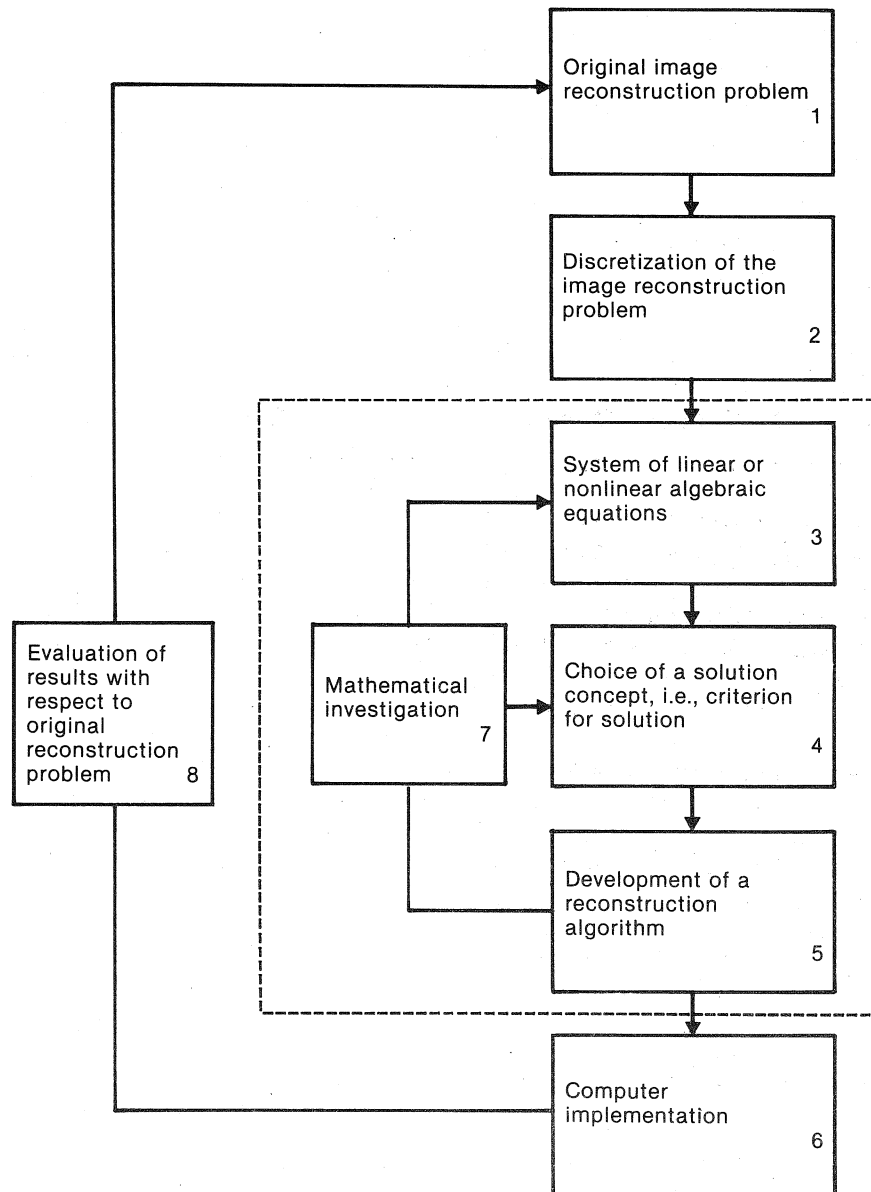 Original image
reconstruction problem
1
Discretization of the
image reconstruction
problem
2
System of linear or
nonlinear algebraic
equations
3
Evaluation of
results with
respect to
original
reconstruction
problem 8
Mathematical
investigation
7
Choice of a solution
concept, i.e., criterion
for solution
4
Development of a
reconstruction
algorithm
5
Computer
implementation
6